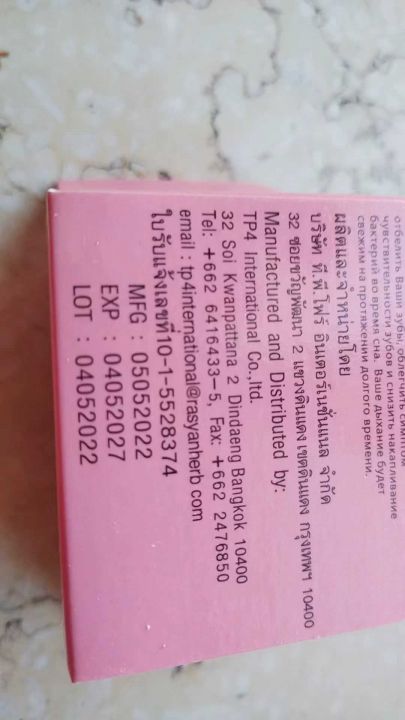 отбелить Ваши зубы, облегчить симптом
чувствительности зубов и снизить накапливание
бактерий во время сна. Ваше дыхание будет
свежим на протяжении долгого времени.
ผลิตและจำหน่ายโดย
บริษัท ที.พี.โฟร์ อินเตอร์เนชั่นแนล จำกัด
32 ซอยขวัญพัฒนา 2 แขวงดินแดง เขตดินแดง กรุงเทพฯ 10400
Manufactured and Distributed by:
TP4 International Co.,ltd.
32 Soi Kwanpattana 2 Dindaeng Bangkok 10400
Tel: +662 6416433-5, Fax: +662 2476850
email : tp4international@rasyanherb com
ใบรับแจ้งเลขที่10-1-5528374
MFG : 05052022
EXP : 04052027
LOT : 04052022